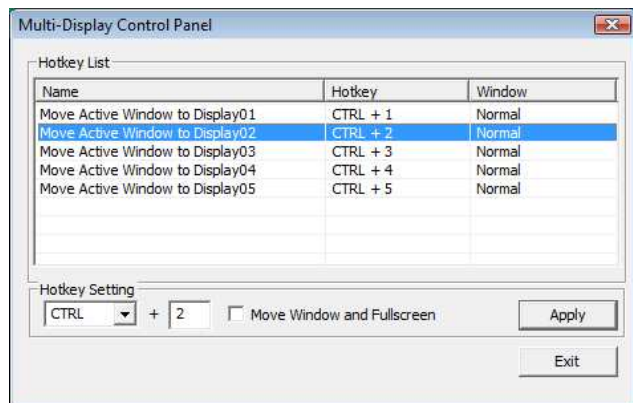 Multi-Display Control Panel
Hotkey List
Name Hotkey Window
Move Active Window to Display01 CTRL + 1 Normal
Move Active Window to Display02 CTRL + 2 Normal
Move Active Window to Display03 CTRL + 3 Normal
Move Active Window to Display04 CTRL + 4 Normal
Move Active Window to Display05 CTRL + 5 Normal
Hotkey Setting
CTRL + 2 Move Window and Fullscreen Apply
Exit